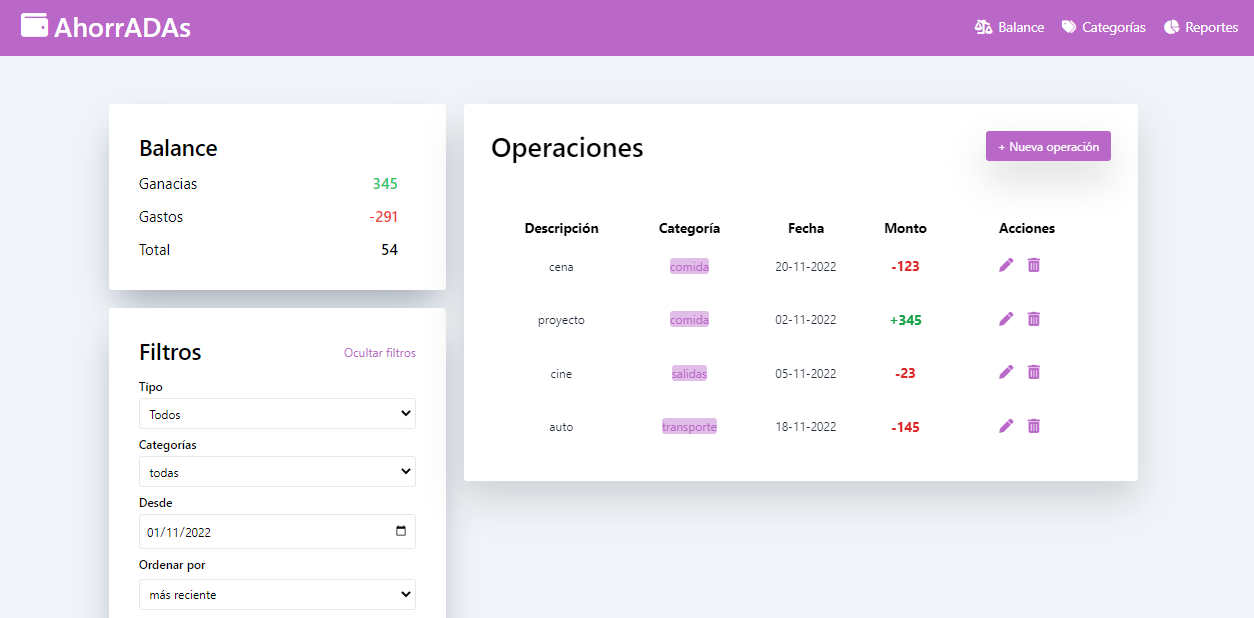 AhorrADAs
Balance Categorías Reportes
Balance
Ganacias 345
Gastos -291
Total 54
Filtros Ocultar filtros
Tipo
Todos
Categorías
todas
Desde
01/11/2022
Ordenar por
más reciente
Operaciones + Nueva operación
Descripción Categoría Fecha Monto Acciones
cena comida 20-11-2022 -123
proyecto comida 02-11-2022 +345
cine salidas 05-11-2022 -23
auto transporte 18-11-2022 -145